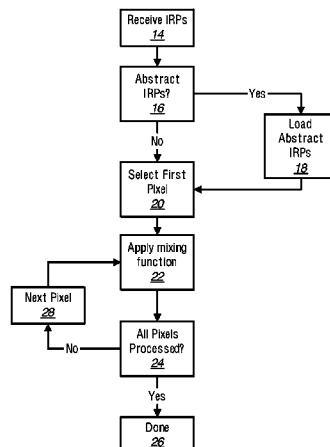 Receive IRPs
14
Abstract
IRPs?
16
Yes
No
Load
Abstract
IRPs
18
Select First
Pixel
20
Apply mixing
function
22
Next Pixel
28
No
All Pixels
Processed?
24
Yes
Done
26